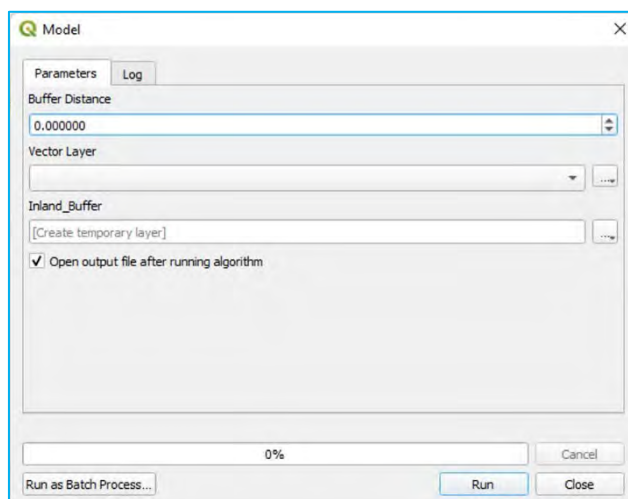 Model
Parameters Log
Buffer Distance
0.000000
Vector Layer
...
Inland_Buffer
[Create temporary layer]
...
Open output file after running algorithm
0%
Cancel
Run as Batch Process...
Run
Close